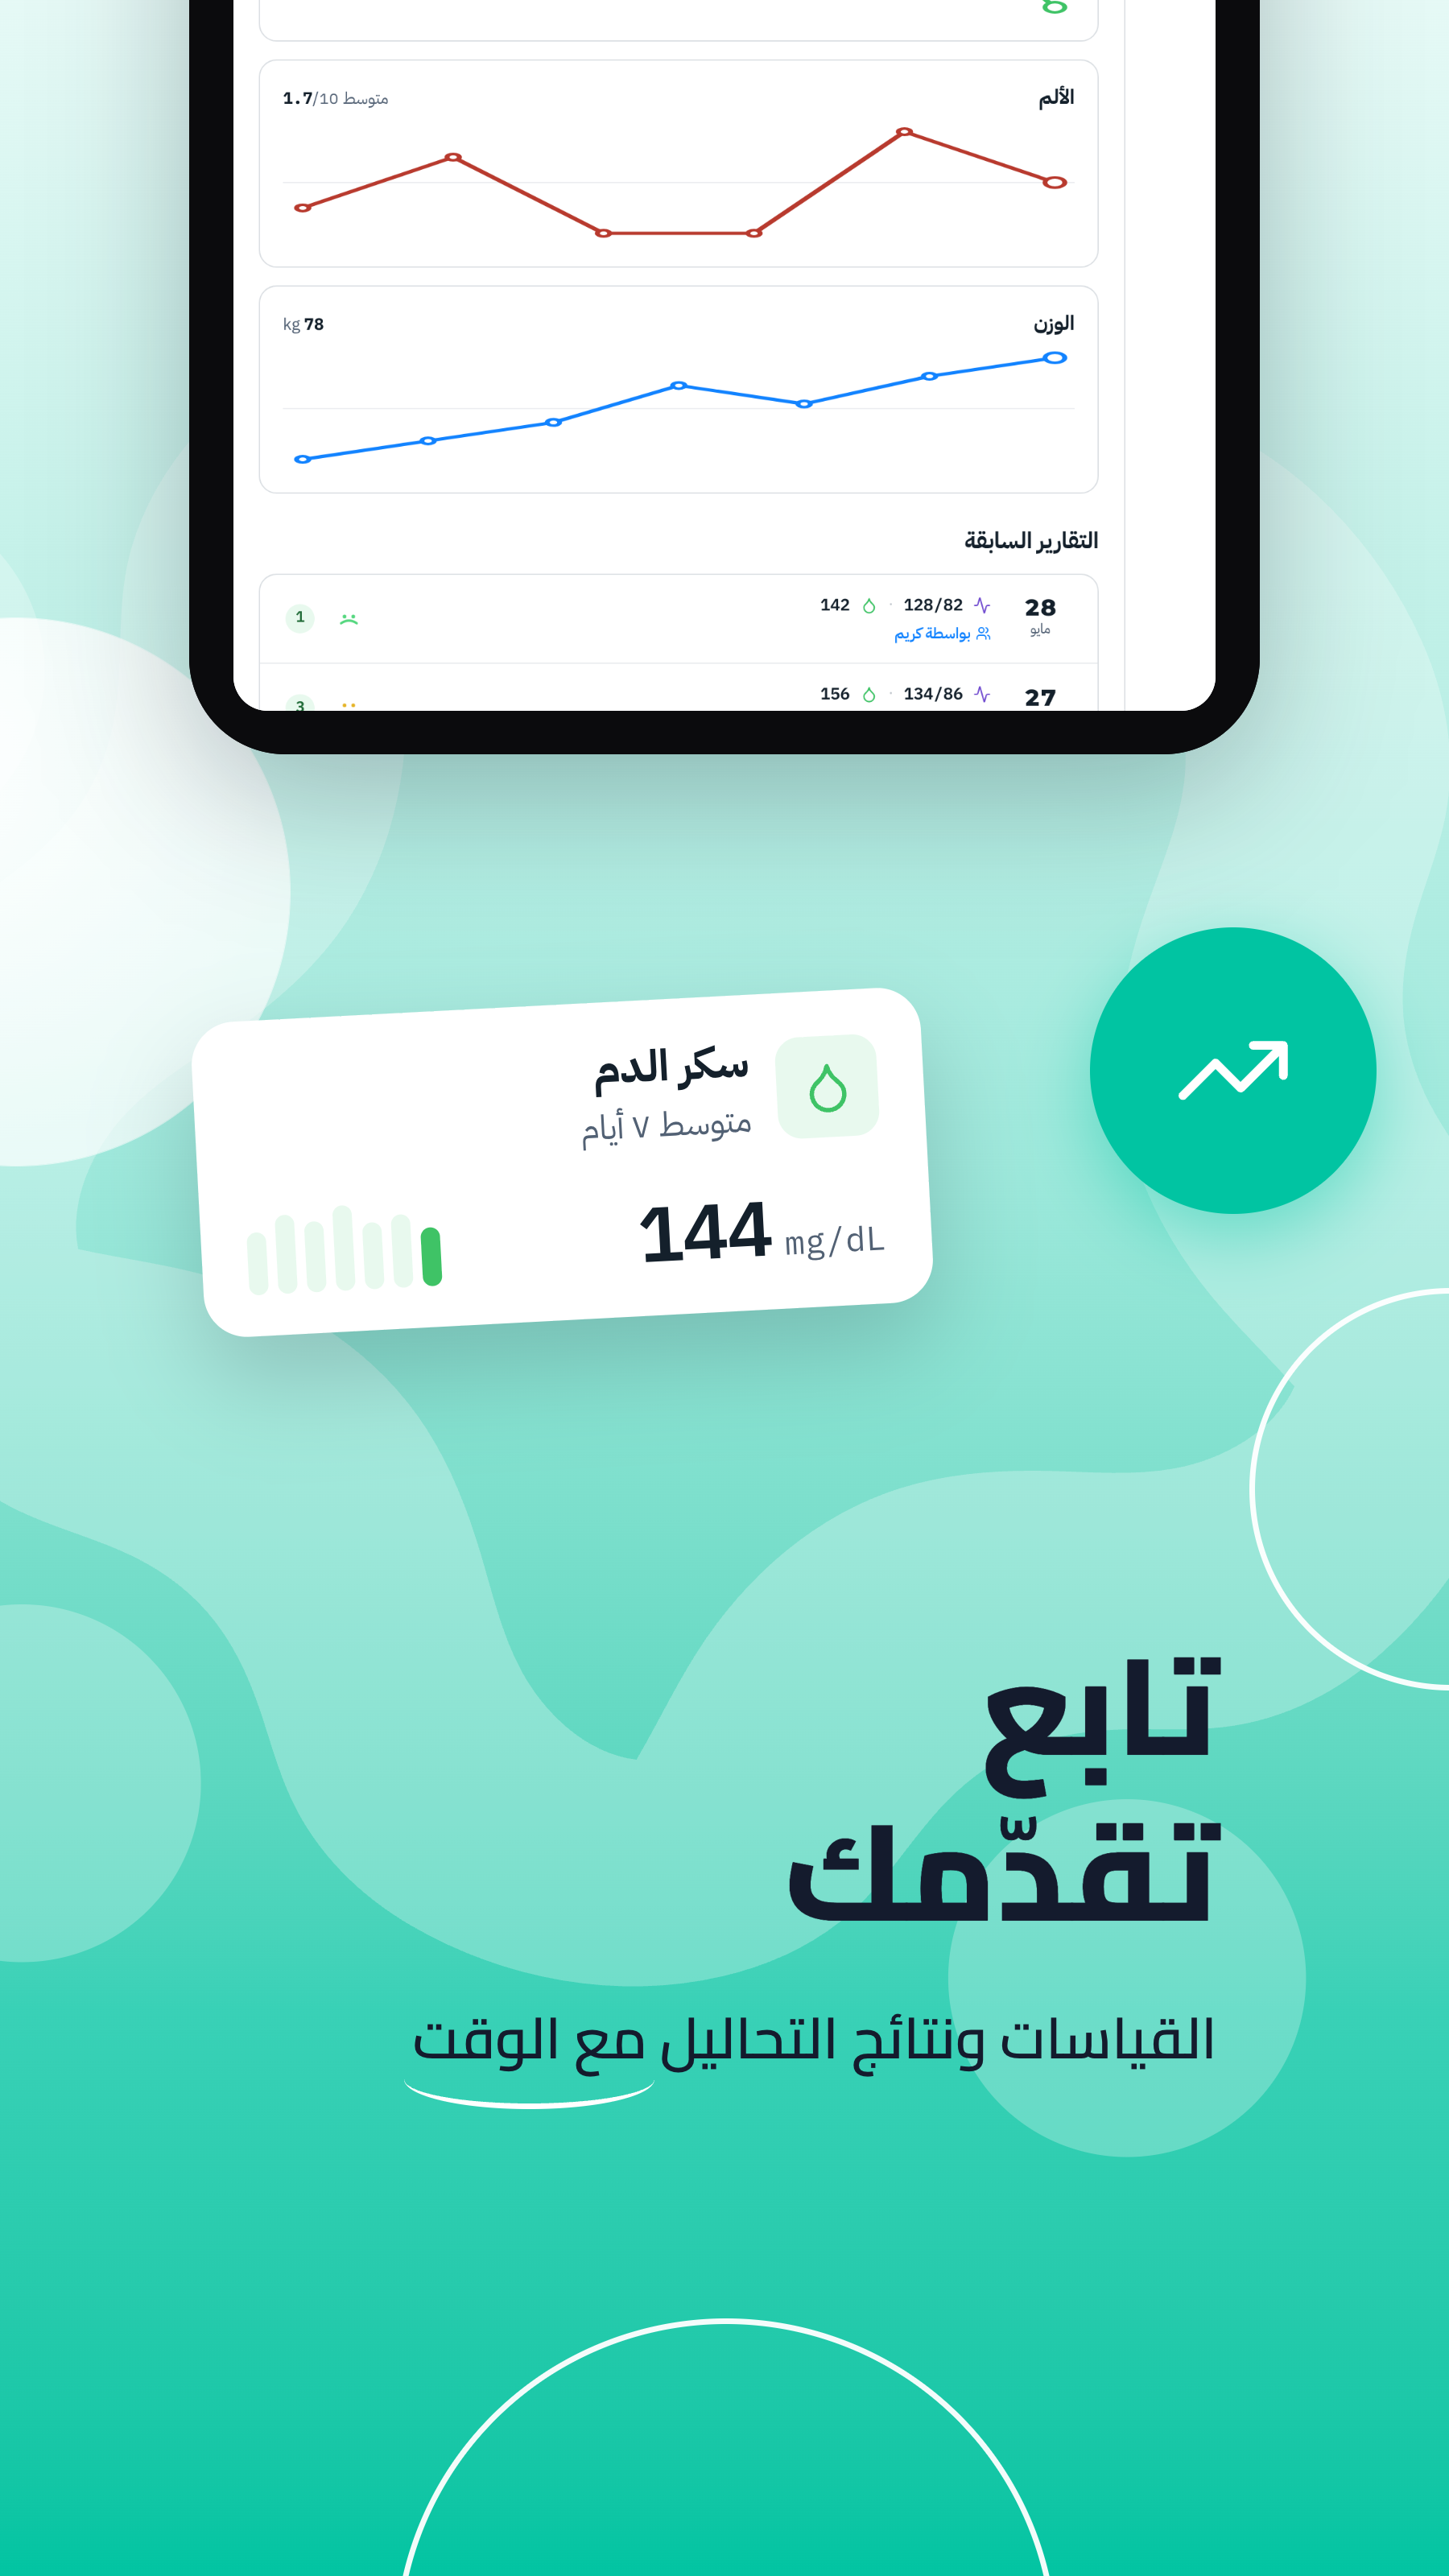 الألم
متوسط 1.7/10
الوزن
78 kg
التقارير السابقة
28 128/82 · 142 1
مايو بواسطة كريم
27 134/86 · 156 3
سكر الدم
متوسط ٧ أيام
144 mg/dL
تابع
تقدّمك
القياسات ونتائج التحاليل مع الوقت